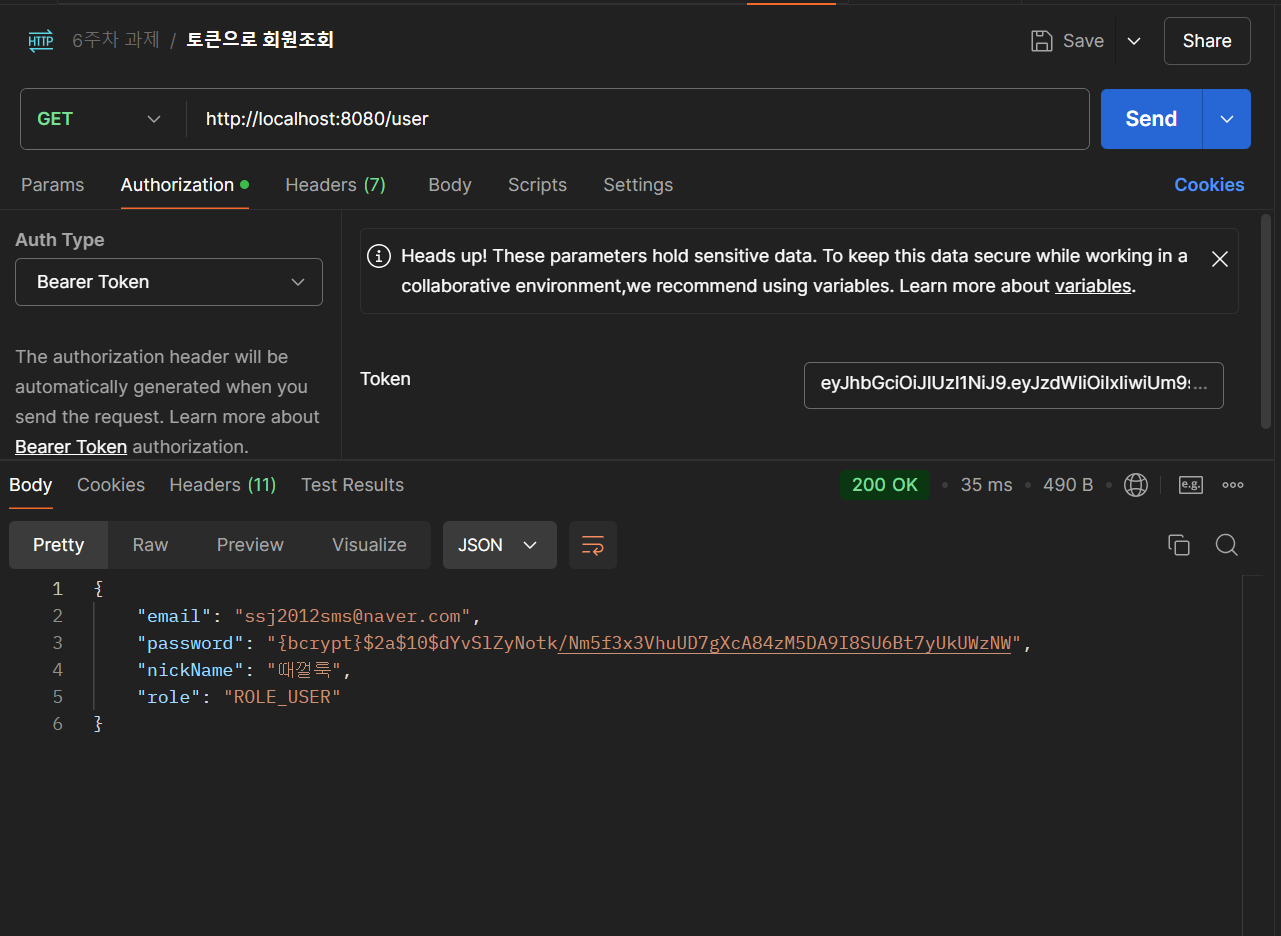 HTTP 6주차 과제 / 토큰으로 회원조회 Save Share
GET http://localhost:8080/user Send
Params Authorization Headers (7) Body Scripts Settings Cookies
Auth Type
Bearer Token
The authorization header will be
automatically generated when you
send the request. Learn more about
Bearer Token authorization.
Heads up! These parameters hold sensitive data. To keep this data secure while working in a
collaborative environment,we recommend using variables. Learn more about variables.
Token eyJhbGciOiJIUzI1NiJ9.eyJzdWIiOiIxIiwiUm9...
Body Cookies Headers (11) Test Results 200 OK 35 ms 490 B e.g.
Pretty Raw Preview Visualize JSON
1 {
2 "email": "ssj2012sms@naver.com",
3 "password": "{bcrypt}$2a$10$dYvSlZyNotk/Nm5f3x3VhuUD7gXcA84zM5DA9I8SU6Bt7yUkUWzNW",
4 "nickName": "때껄룩",
5 "role": "ROLE_USER"
6 }